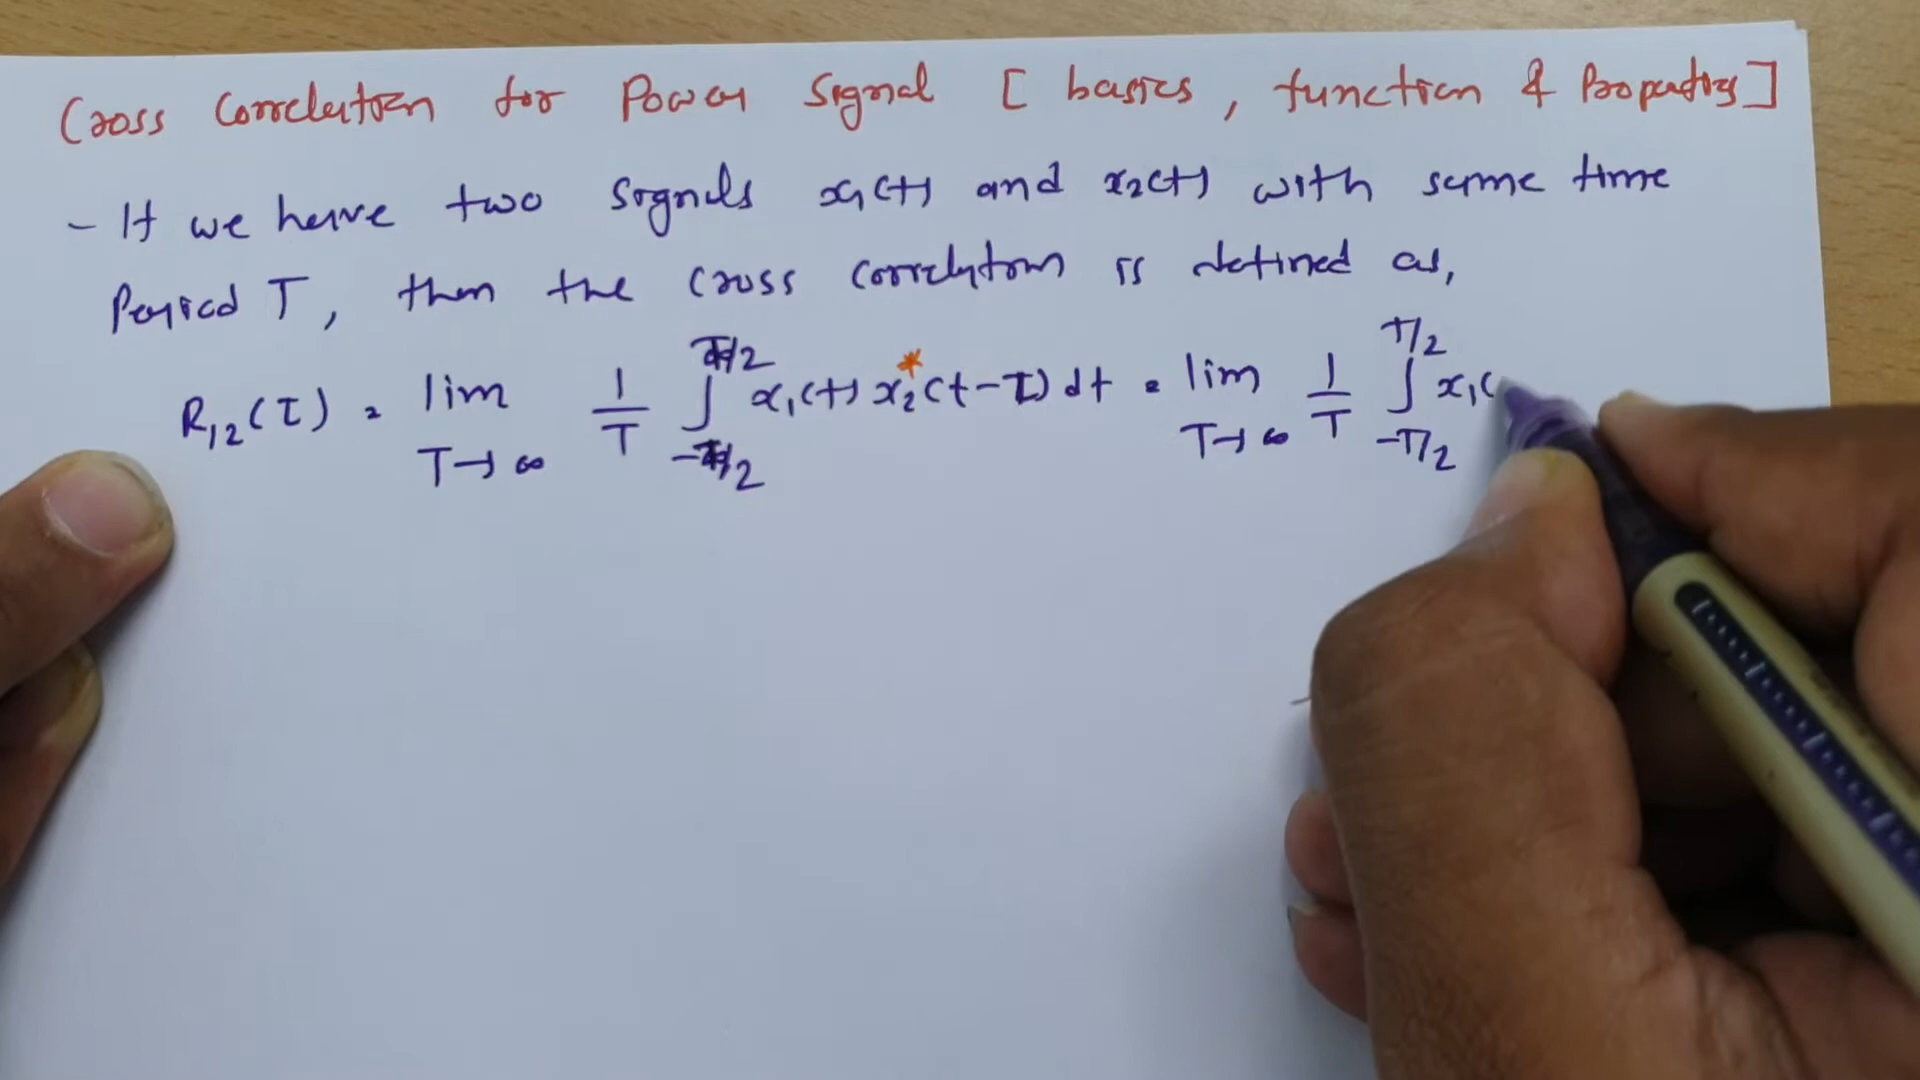 Cross Correlation for Power Signal [ basics , function & Properties ]
- If we have two signals x1(t) and x2(t) with same time
Period T , then the cross correlation is defined as,
R12(τ) = lim T→∞ 1/T ∫ -T/2 T/2 x1(t) x2*(t-τ) dt = lim T→∞ 1/T ∫ -T/2 T/2 x1(